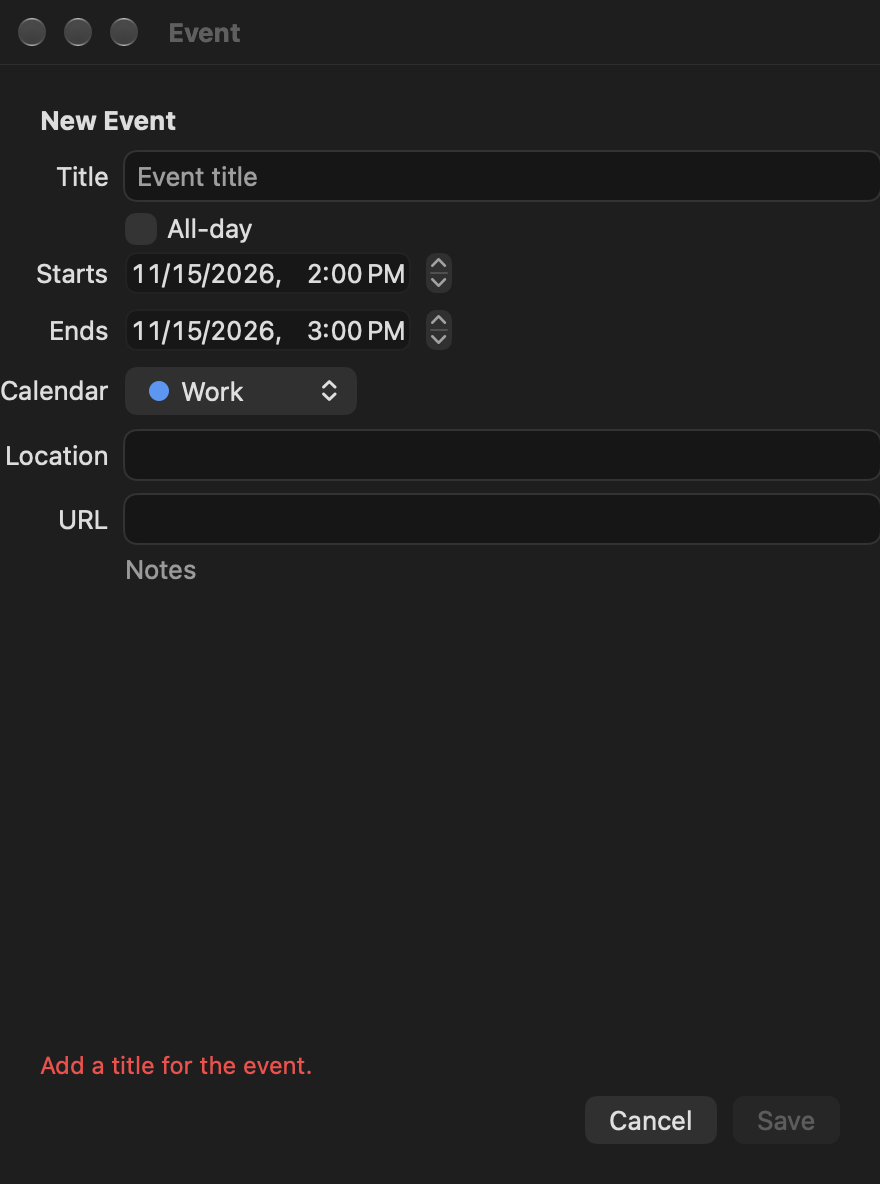 Event
New Event
Title Event title
All-day
Starts 11/15/2026, 2:00 PM
Ends 11/15/2026, 3:00 PM
Calendar Work
Location
URL
Notes
Add a title for the event.
Cancel Save